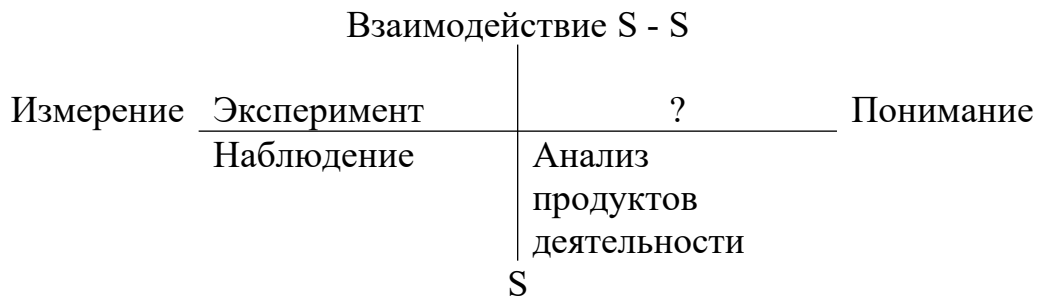 Взаимодействие S - S
Измерение Эксперимент ? Понимание
Наблюдение Анализ
продуктов
деятельности
S